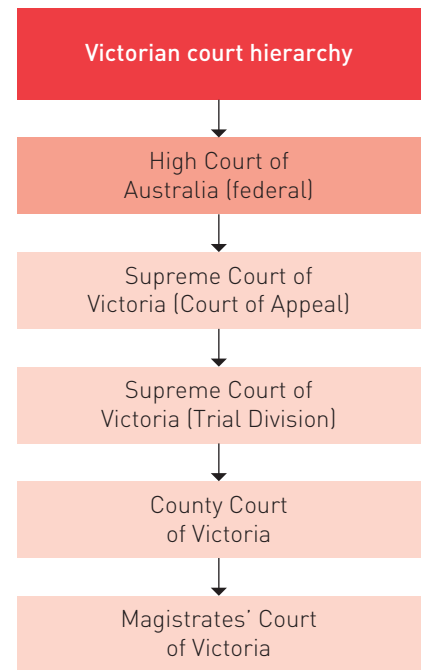 Victorian court hierarchy
High Court of
Australia (federal)
Supreme Court of
Victoria (Court of Appeal)
Supreme Court of
Victoria (Trial Division)
County Court
of Victoria
Magistrates’ Court
of Victoria